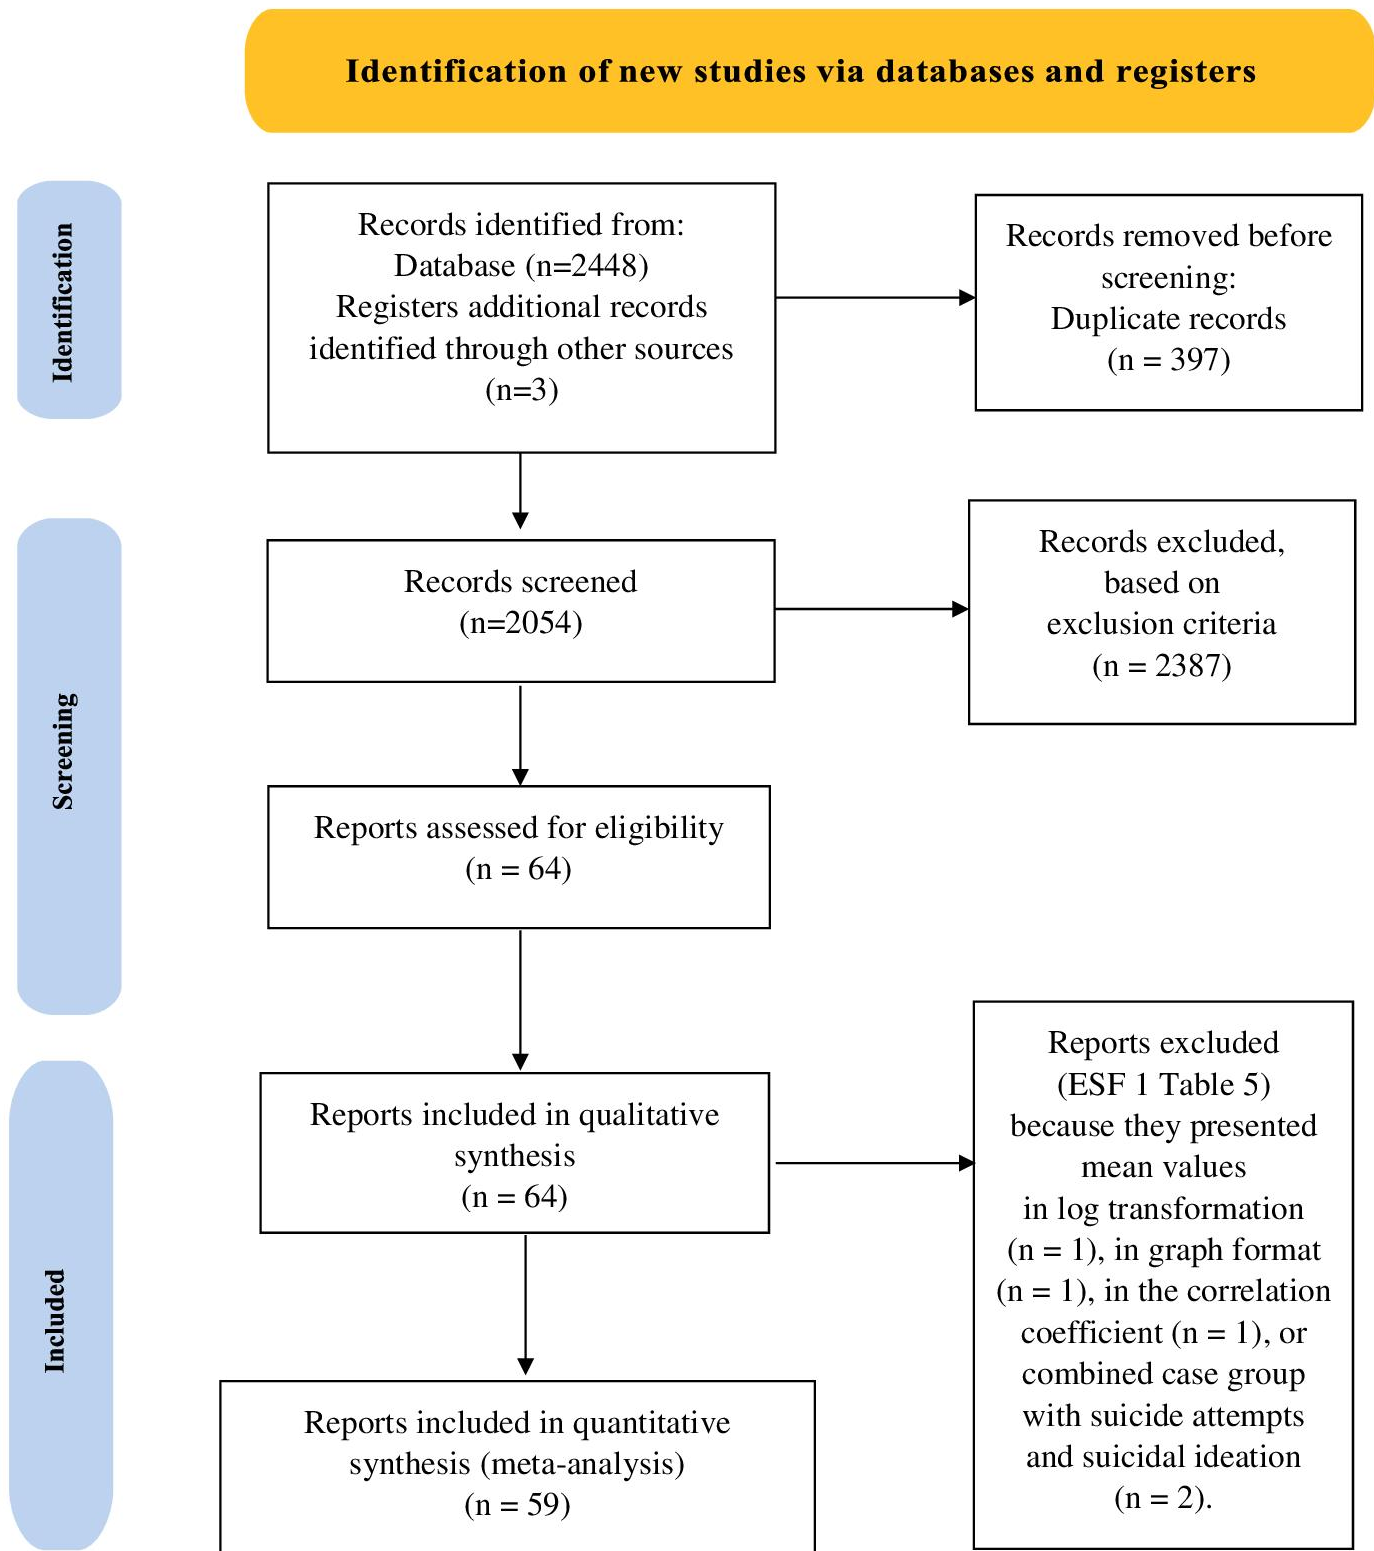 Identification of new studies via databases and registers
Identification
Records identified from:
Database (n=2448)
Registers additional records
identified through other sources
(n=3)
Records removed before
screening:
Duplicate records
(n = 397)
Screening
Records screened
(n=2054)
Records excluded,
based on
exclusion criteria
(n = 2387)
Reports assessed for eligibility
(n = 64)
Included
Reports included in qualitative
synthesis
(n = 64)
Reports excluded
(ESF 1 Table 5)
because they presented
mean values
in log transformation
(n = 1), in graph format
(n = 1), in the correlation
coefficient (n = 1), or
combined case group
with suicide attempts
and suicidal ideation
(n = 2).
Reports included in quantitative
synthesis (meta-analysis)
(n = 59)